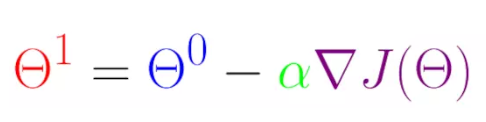 Θ¹ = Θ⁰ − α∇J(Θ)